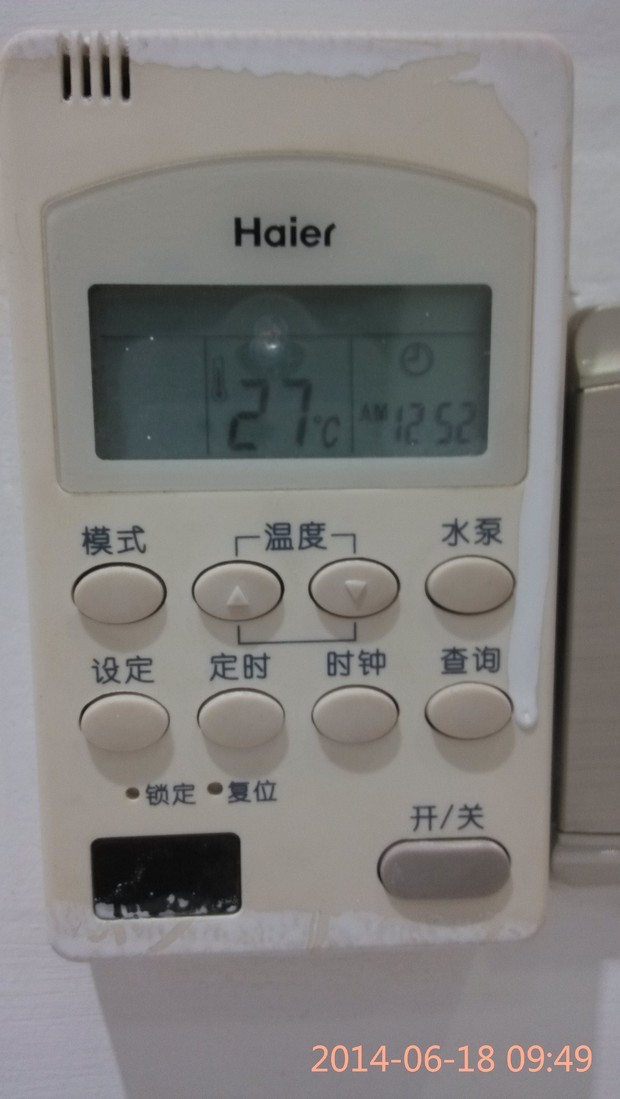 Haier
27°C
AM 12 52
模式 温度 水泵
设定 定时 时钟 查询
锁定 复位
开/关
2014-06-18 09:49